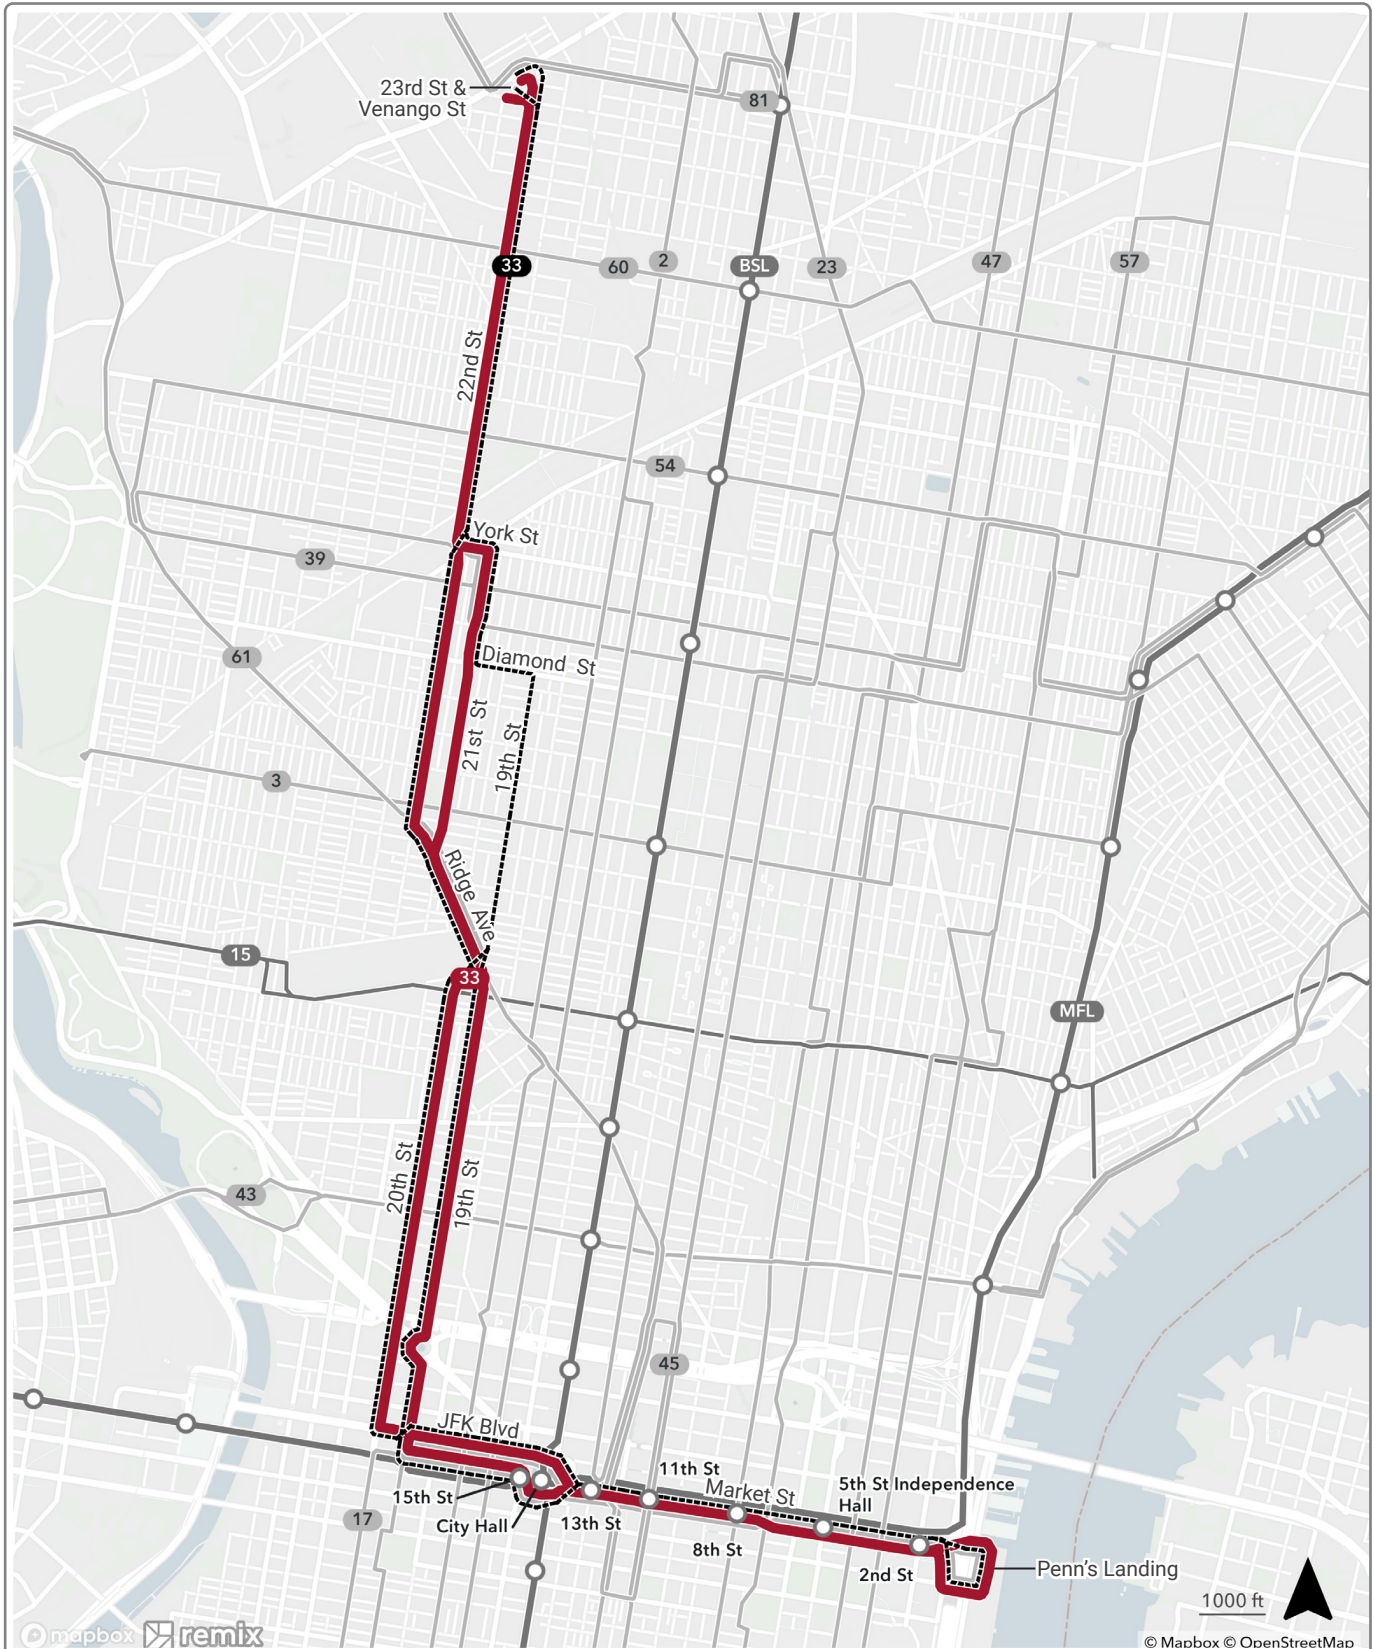 23rd St &
Venango St
81
33
60
2
BSL
23
47
57
22nd St
54
York St
39
61
Diamond St
21st St
19th St
3
Ridge Ave
15
33
MFL
20th St
19th St
43
45
JFK Blvd
11th St
Market St
5th St Independence
Hall
15th St
City Hall
13th St
17
8th St
2nd St
Penn's Landing
1000 ft
mapbox
remix
© Mapbox © OpenStreetMap